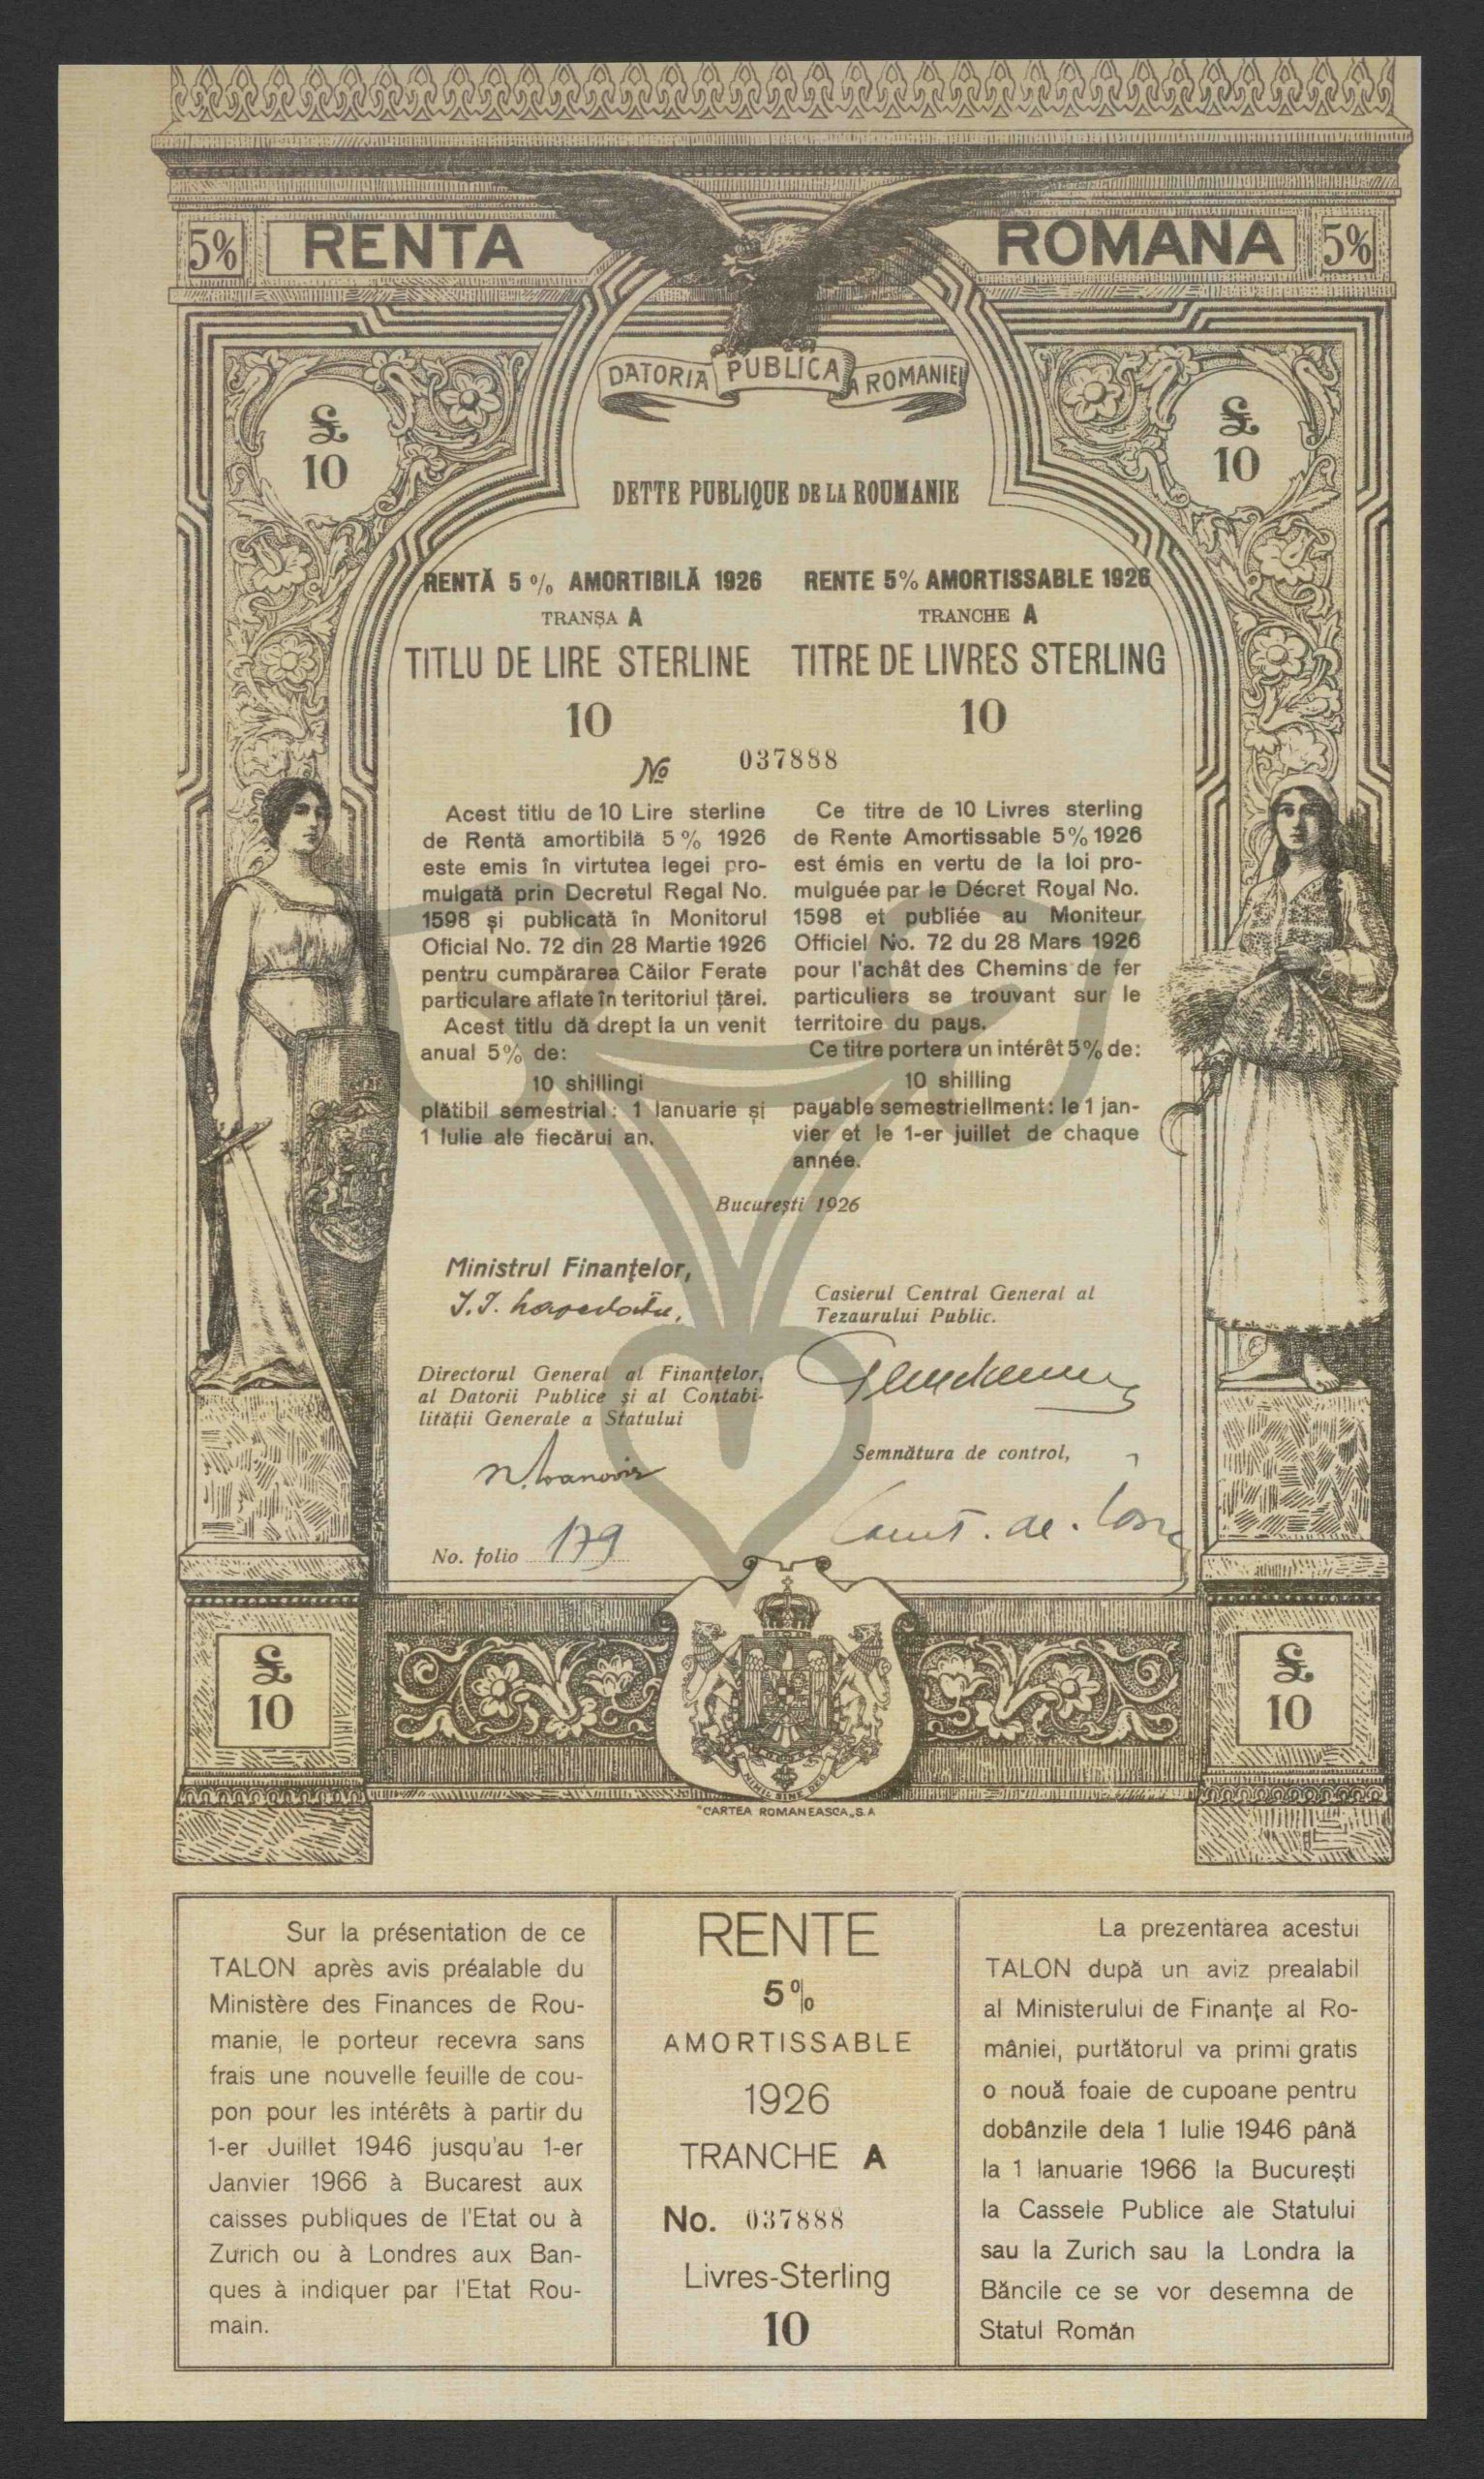 5% RENTA ROMANA 5%
DATORIA PUBLICA A ROMANIEI
£ 10
£ 10
DETTE PUBLIQUE DE LA ROUMANIE
RENTĂ 5 % AMORTIBILĂ 1926
TRANȘA A
TITLU DE LIRE STERLINE
10
RENTE 5% AMORTISSABLE 1926
TRANCHE A
TITRE DE LIVRES STERLING
10
No 037888
Acest titlu de 10 Lire sterline
de Rentă amortibilă 5 % 1926
este emis în virtutea legei pro-
mulgată prin Decretul Regal No.
1598 și publicată în Monitorul
Oficial No. 72 din 28 Martie 1926
pentru cumpărarea Căilor Ferate
particulare aflate în teritoriul țărei.
Acest titlu dă drept la un venit
anual 5% de:
10 shillingi
plătibil semestrial: 1 Ianuarie și
1 Iulie ale fiecărui an.
Ce titre de 10 Livres sterling
de Rente Amortissable 5% 1926
est émis en vertu de la loi pro-
mulguée par le Décret Royal No.
1598 et publiée au Moniteur
Officiel No. 72 du 28 Mars 1926
pour l'achât des Chemins de fer
particuliers se trouvant sur le
territoire du pays.
Ce titre portera un intérêt 5% de:
10 shilling
payable semestriellment: le 1 jan-
vier et le 1-er juillet de chaque
année.
București 1926
Ministrul Finanțelor,
Casierul Central General al
Tezaurului Public.
Directorul General al Finanțelor,
al Datorii Publice și al Contabi-
lității Generale a Statului
Semnătura de control,
No. folio 179
£ 10
£ 10
NIHIL SINE DEO
"CARTEA ROMANEASCA„ S.A
Sur la présentation de ce
TALON après avis préalable du
Ministère des Finances de Rou-
manie, le porteur recevra sans
frais une nouvelle feuille de cou-
pon pour les intérêts à partir du
1-er Juillet 1946 jusqu'au 1-er
Janvier 1966 à Bucarest aux
caisses publiques de l'Etat ou à
Zurich ou à Londres aux Ban-
ques à indiquer par l'Etat Rou-
main.
RENTE
5%
AMORTISSABLE
1926
TRANCHE A
No. 037888
Livres-Sterling
10
La prezentarea acestui
TALON după un aviz prealabil
al Ministerului de Finanțe al Ro-
mâniei, purtătorul va primi gratis
o nouă foaie de cupoane pentru
dobânzile dela 1 Iulie 1946 până
la 1 Ianuarie 1966 la București
la Cassele Publice ale Statului
sau la Zurich sau la Londra la
Băncile ce se vor desemna de
Statul Român